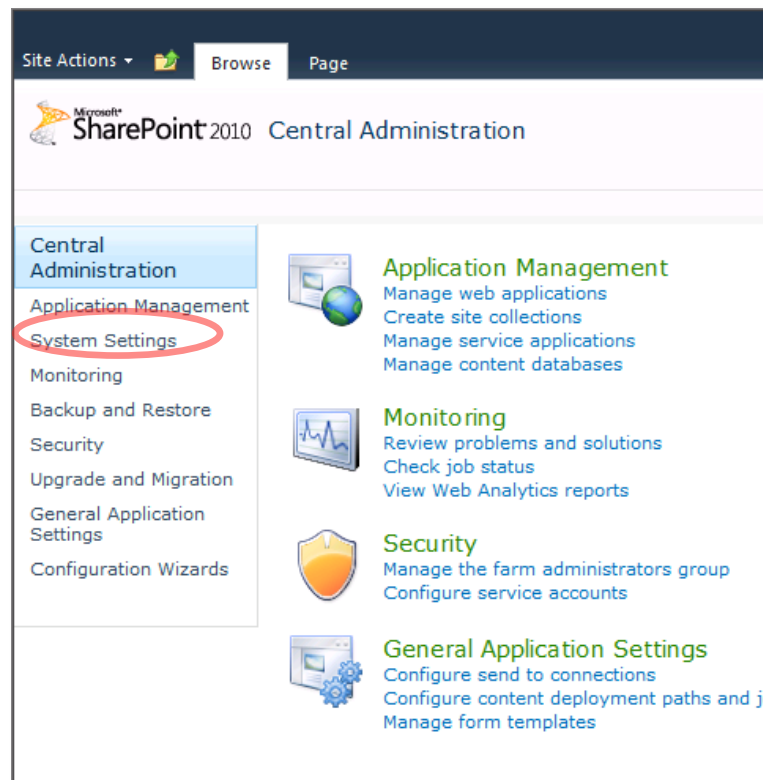 Site Actions
Browse
Page
Microsoft®
SharePoint 2010 Central Administration
Central
Administration
Application Management
System Settings
Monitoring
Backup and Restore
Security
Upgrade and Migration
General Application
Settings
Configuration Wizards
Application Management
Manage web applications
Create site collections
Manage service applications
Manage content databases
Monitoring
Review problems and solutions
Check job status
View Web Analytics reports
Security
Manage the farm administrators group
Configure service accounts
General Application Settings
Configure send to connections
Configure content deployment paths and j
Manage form templates